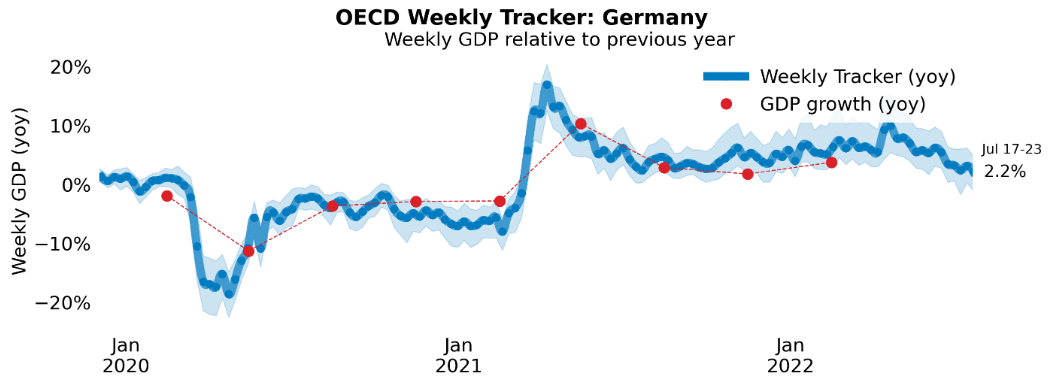 OECD Weekly Tracker: Germany
Weekly GDP relative to previous year
Weekly GDP (yoy)
20%
10%
0%
−10%
−20%
Weekly Tracker (yoy)
GDP growth (yoy)
Jul 17-23
2.2%
Jan
2020
Jan
2021
Jan
2022